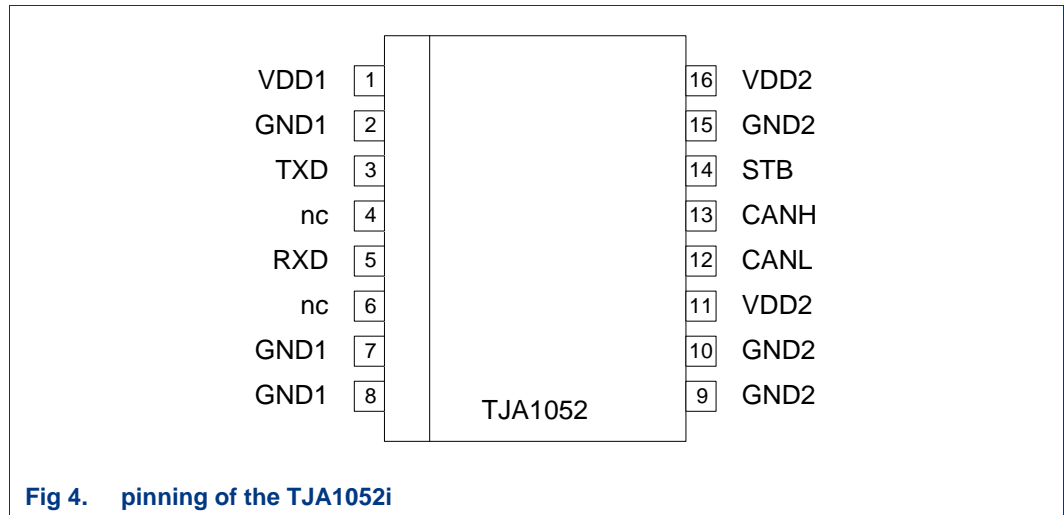 VDD1 1 16 VDD2
GND1 2 15 GND2
TXD 3 14 STB
nc 4 13 CANH
RXD 5 12 CANL
nc 6 11 VDD2
GND1 7 10 GND2
GND1 8 9 GND2
TJA1052
Fig 4. pinning of the TJA1052i